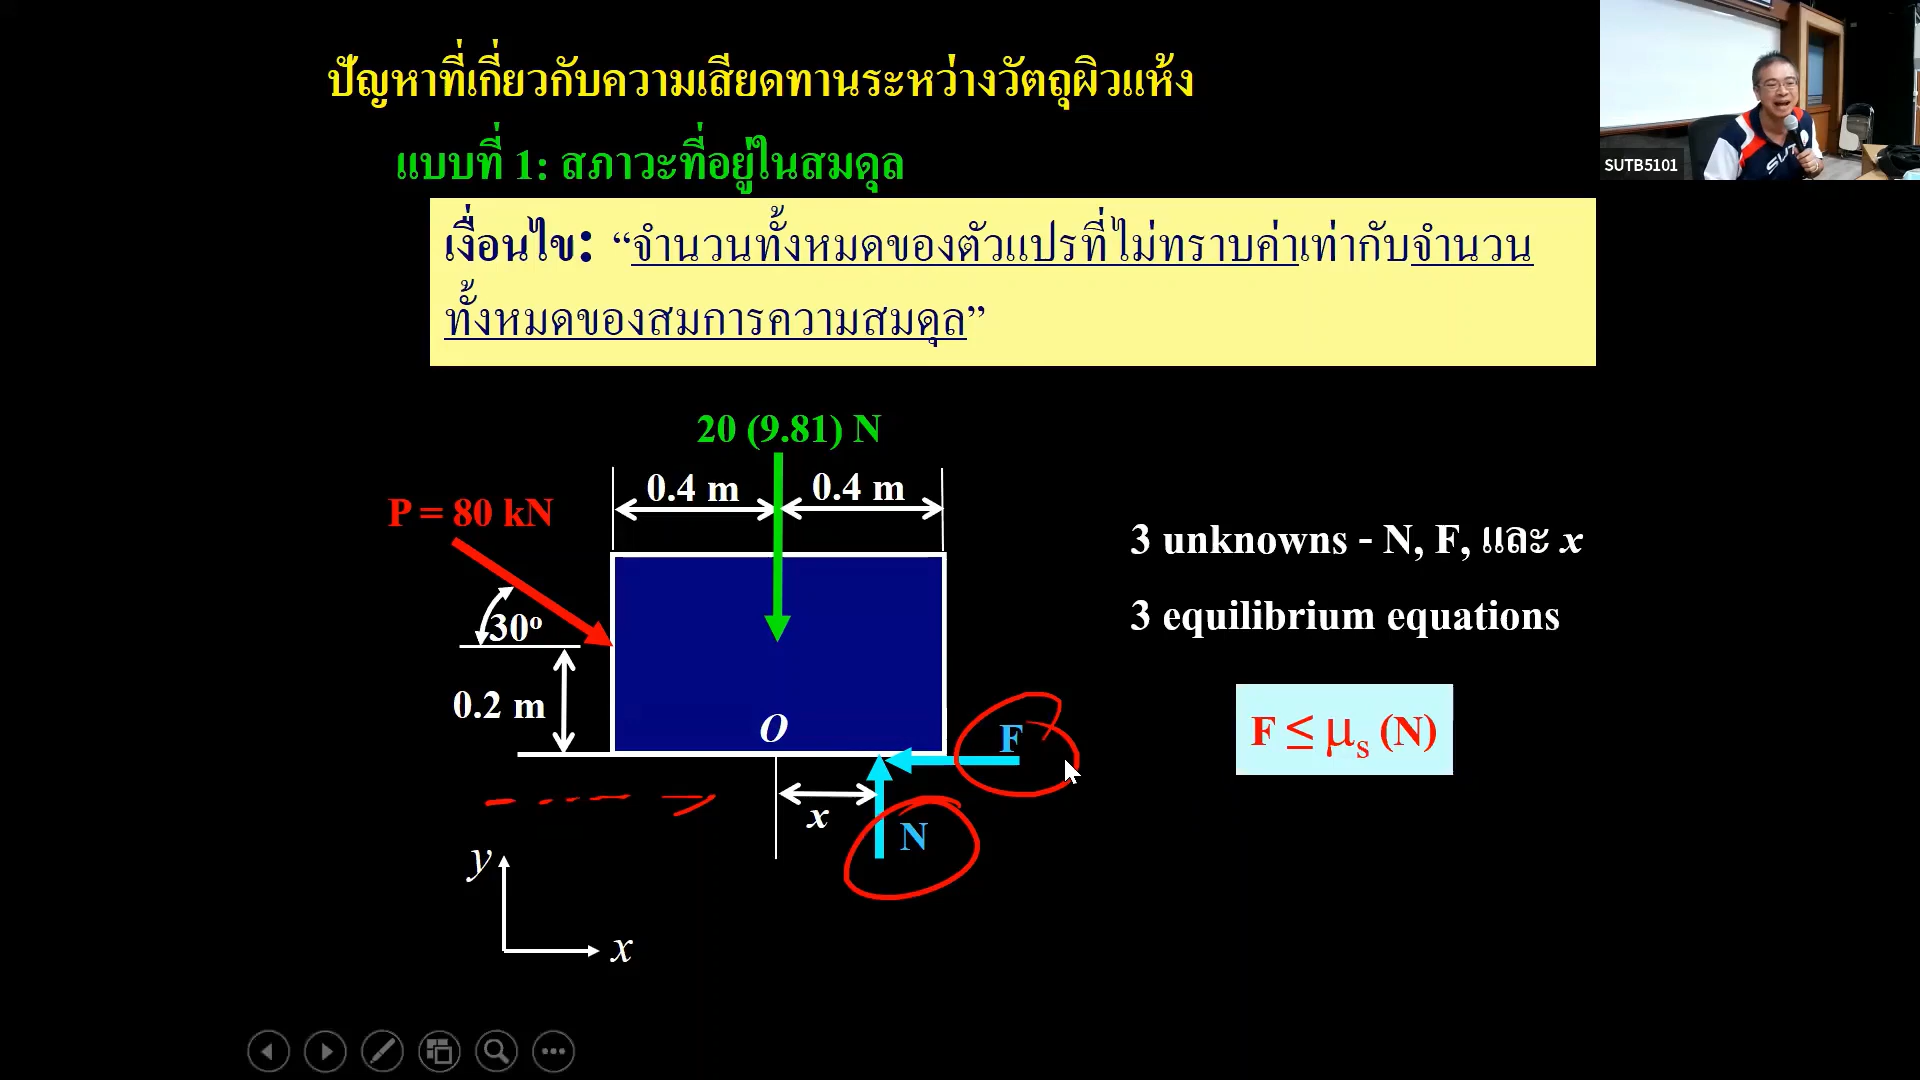 ปัญหาที่เกี่ยวกับความเสียดทานระหว่างวัตถุผิวแห้ง
แบบที่ 1: สภาวะที่อยู่ในสมดุล
เงื่อนไข: “จำนวนทั้งหมดของตัวแปรที่ไม่ทราบค่าเท่ากับจำนวน
ทั้งหมดของสมการความสมดุล”
SUTB5101
SUT
20 (9.81) N
0.4 m
0.4 m
P = 80 kN
30o
0.2 m
O
F
x
N
y
x
3 unknowns - N, F, และ x
3 equilibrium equations
F ≤ μs (N)